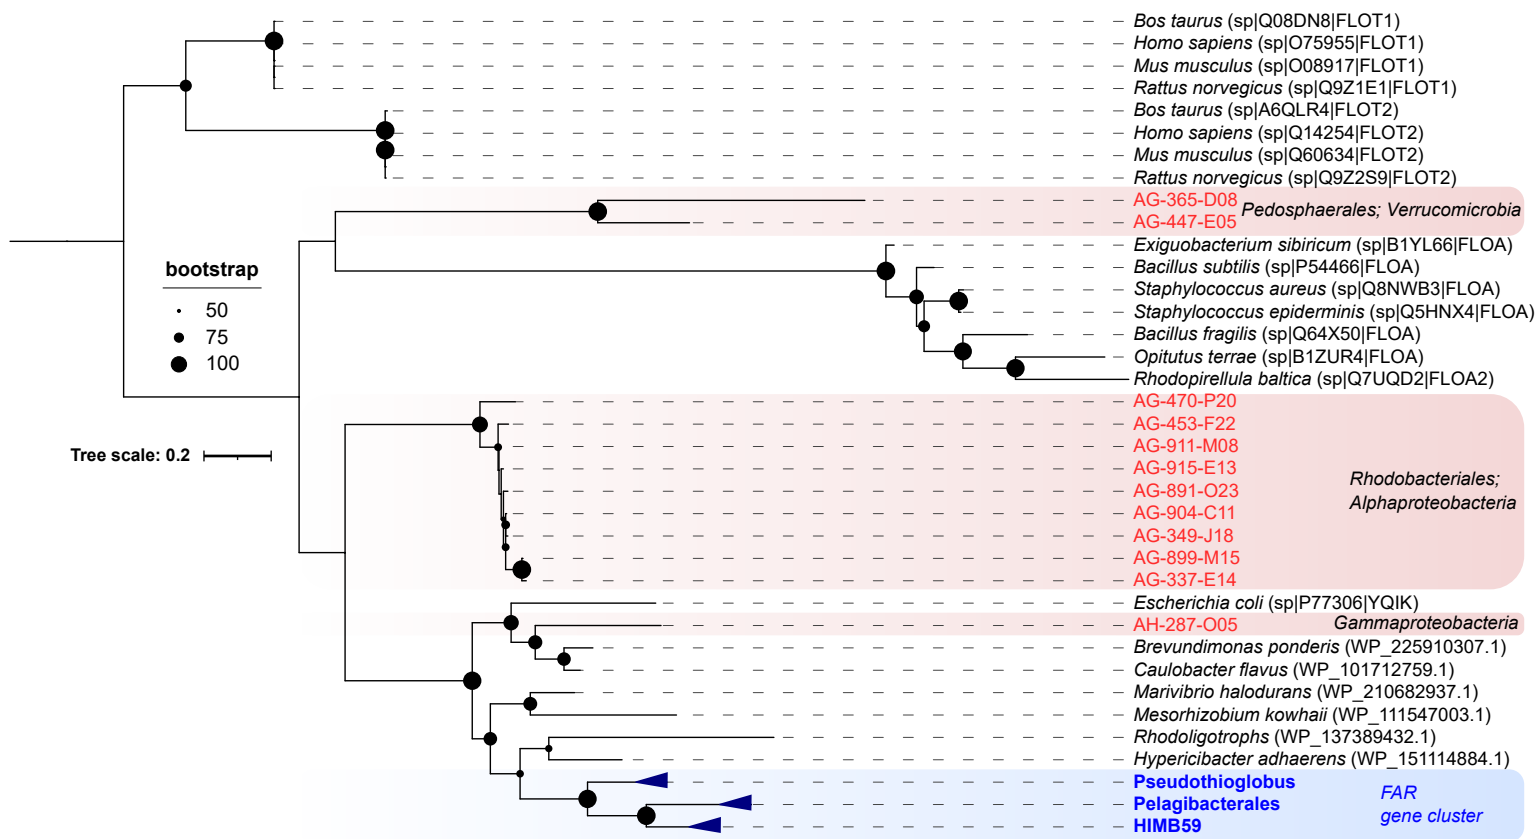 Bos taurus (sp|Q08DN8|FLOT1)
Homo sapiens (sp|O75955|FLOT1)
Mus musculus (sp|O08917|FLOT1)
Rattus norvegicus (sp|Q9Z1E1|FLOT1)
Bos taurus (sp|A6QLR4|FLOT2)
Homo sapiens (sp|Q14254|FLOT2)
Mus musculus (sp|Q60634|FLOT2)
Rattus norvegicus (sp|Q9Z2S9|FLOT2)
AG-365-D08
AG-447-E05
Pedosphaerales; Verrucomicrobia
Exiguobacterium sibiricum (sp|B1YL66|FLOA)
Bacillus subtilis (sp|P54466|FLOA)
Staphylococcus aureus (sp|Q8NWB3|FLOA)
Staphylococcus epiderminis (sp|Q5HNX4|FLOA)
Bacillus fragilis (sp|Q64X50|FLOA)
Opitutus terrae (sp|B1ZUR4|FLOA)
Rhodopirellula baltica (sp|Q7UQD2|FLOA2)
bootstrap
50
75
100
Tree scale: 0.2
AG-470-P20
AG-453-F22
AG-911-M08
AG-915-E13
AG-891-O23
AG-904-C11
AG-349-J18
AG-899-M15
AG-337-E14
Rhodobacteriales;
Alphaproteobacteria
Escherichia coli (sp|P77306|YQIK)
AH-287-O05
Gammaproteobacteria
Brevundimonas ponderis (WP_225910307.1)
Caulobacter flavus (WP_101712759.1)
Marivibrio halodurans (WP_210682937.1)
Mesorhizobium kowhaii (WP_111547003.1)
Rhodoligotrophs (WP_137389432.1)
Hypericibacter adhaerens (WP_151114884.1)
Pseudothioglobus
Pelagibacterales
HIMB59
FAR
gene cluster